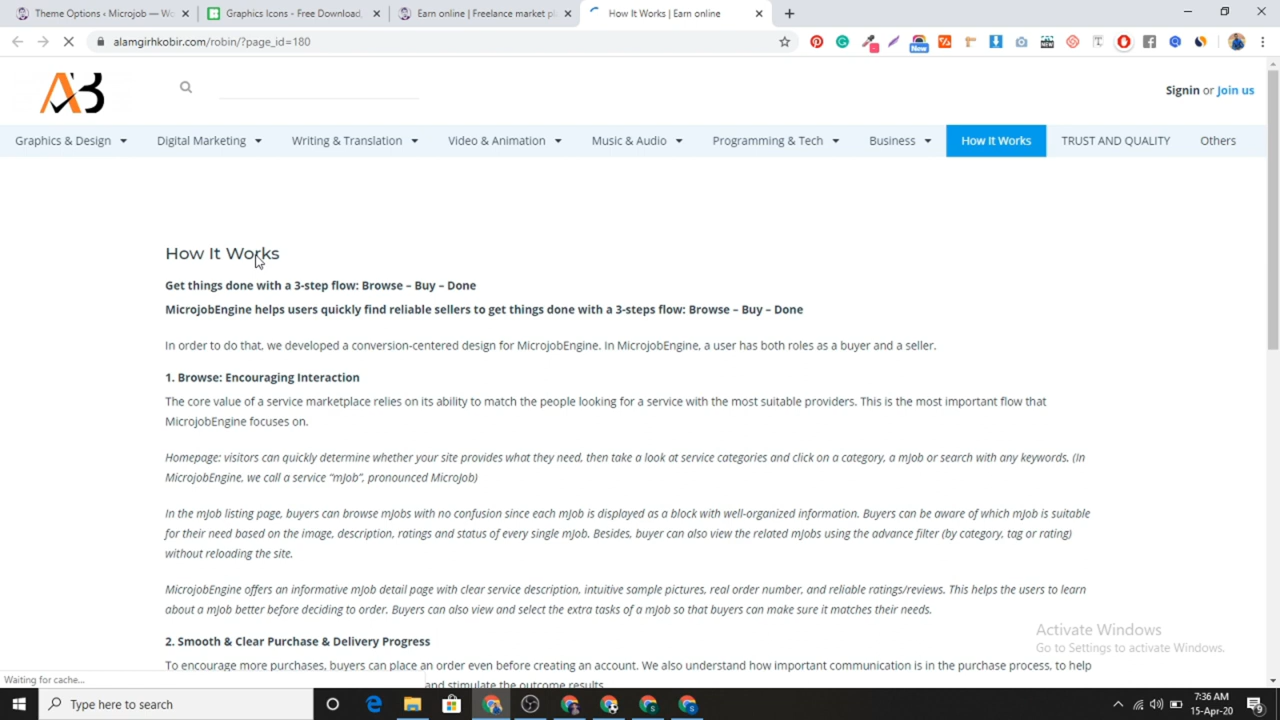 Theme Options ‹ Microjob — Wo
Graphics Icons - Free Download,
Earn online | Freelance market pl
How It Works | Earn online
alamgirhkobir.com/robin/?page_id=180
New
NEW
AB
Signin or Join us
Graphics & Design
Digital Marketing
Writing & Translation
Video & Animation
Music & Audio
Programming & Tech
Business
How It Works
TRUST AND QUALITY
Others
How It Works
Get things done with a 3-step flow: Browse – Buy – Done
MicrojobEngine helps users quickly find reliable sellers to get things done with a 3-steps flow: Browse – Buy – Done
In order to do that, we developed a conversion-centered design for MicrojobEngine. In MicrojobEngine, a user has both roles as a buyer and a seller.
1. Browse: Encouraging Interaction
The core value of a service marketplace relies on its ability to match the people looking for a service with the most suitable providers. This is the most important flow that
MicrojobEngine focuses on.
Homepage: visitors can quickly determine whether your site provides what they need, then take a look at service categories and click on a category, a mJob or search with any keywords. (In
MicrojobEngine, we call a service “mJob”, pronounced MicroJob)
In the mJob listing page, buyers can browse mJobs with no confusion since each mJob is displayed as a block with well-organized information. Buyers can be aware of which mJob is suitable
for their need based on the image, description, ratings and status of every single mJob. Besides, buyer can also view the related mJobs using the advance filter (by category, tag or rating)
without reloading the site.
MicrojobEngine offers an informative mJob detail page with clear service description, intuitive sample pictures, real order number, and reliable ratings/reviews. This helps the users to learn
about a mJob better before deciding to order. Buyers can also view and select the extra tasks of a mJob so that buyers can make sure it matches their needs.
Activate Windows
2. Smooth & Clear Purchase & Delivery Progress
Go to Settings to activate Windows.
To encourage more purchases, buyers can place an order even before creating an account. We also understand how important communication is in the purchase process, to help
Waiting for cache...
and stimulate the outcome results.
Type here to search
7:36 AM
15-Apr-20
9